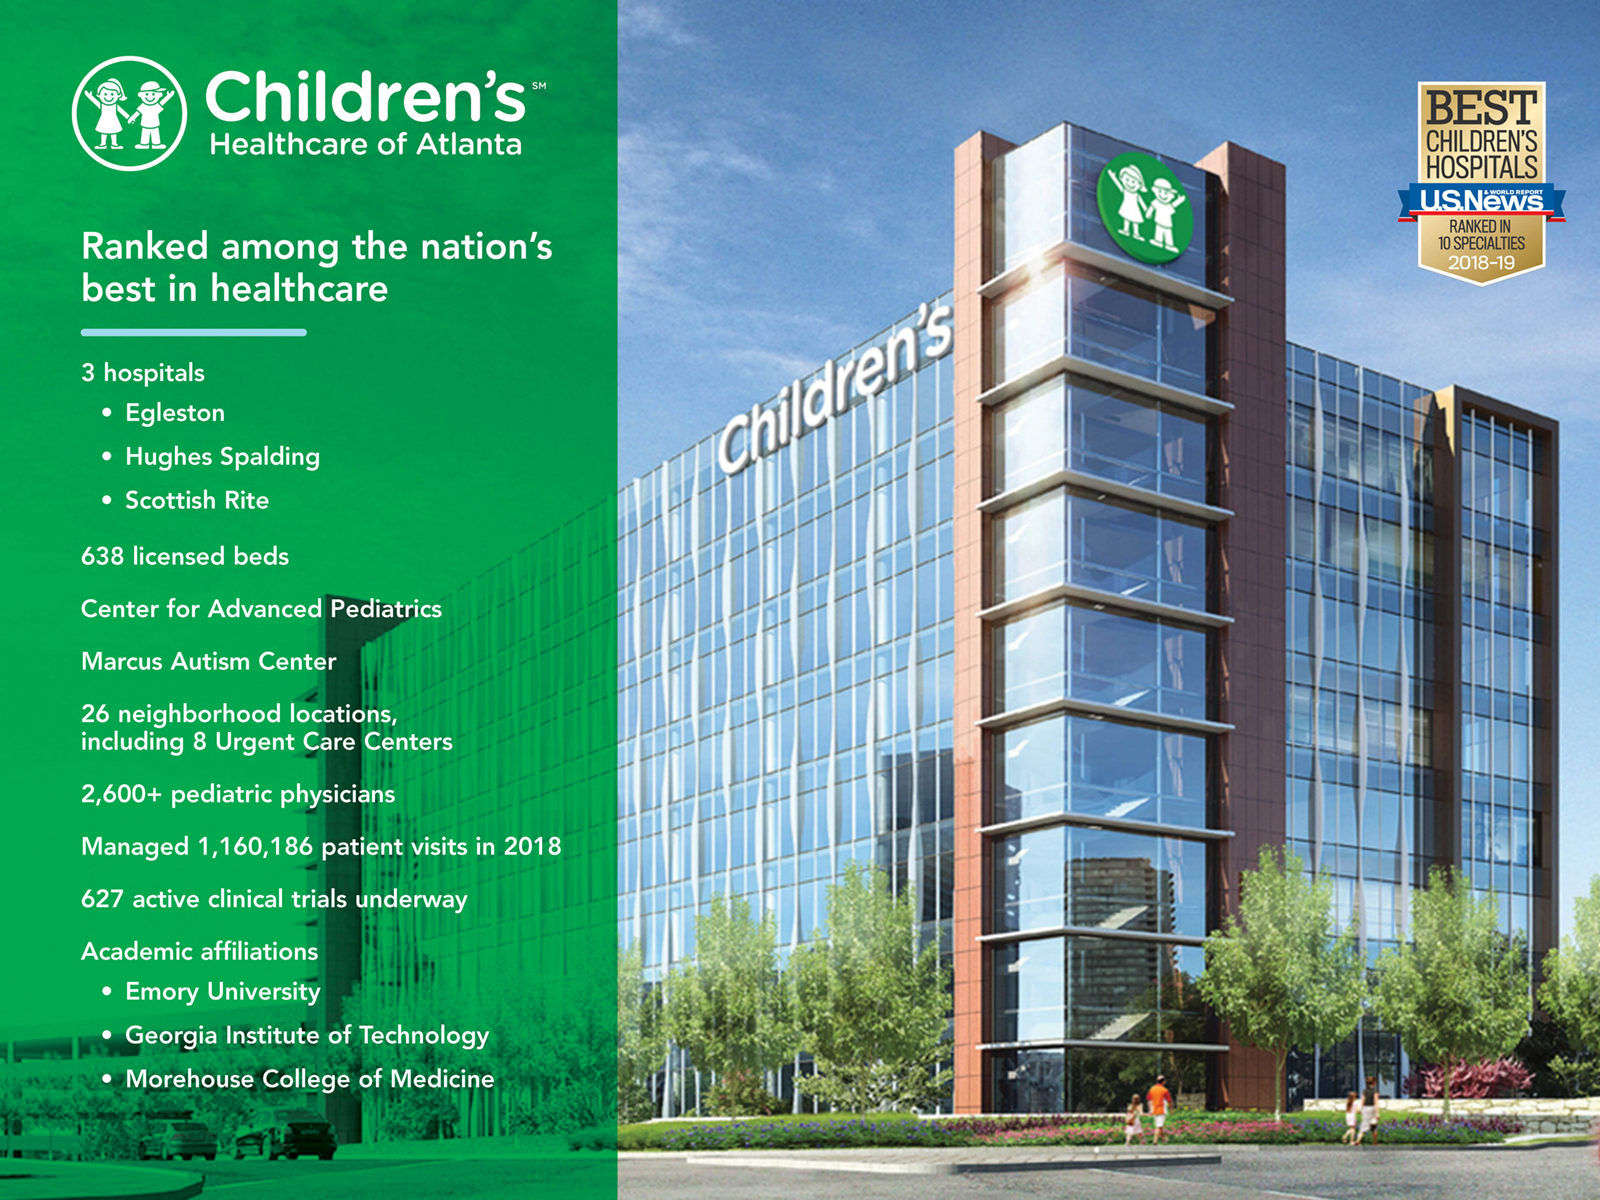 Children's SM
Healthcare of Atlanta
Ranked among the nation's
best in healthcare
3 hospitals
• Egleston
• Hughes Spalding
• Scottish Rite
638 licensed beds
Center for Advanced Pediatrics
Marcus Autism Center
26 neighborhood locations,
including 8 Urgent Care Centers
2,600+ pediatric physicians
Managed 1,160,186 patient visits in 2018
627 active clinical trials underway
Academic affiliations
• Emory University
• Georgia Institute of Technology
• Morehouse College of Medicine
Children's
BEST
CHILDREN'S
HOSPITALS
U.S.News & WORLD REPORT
RANKED IN
10 SPECIALTIES
2018-19